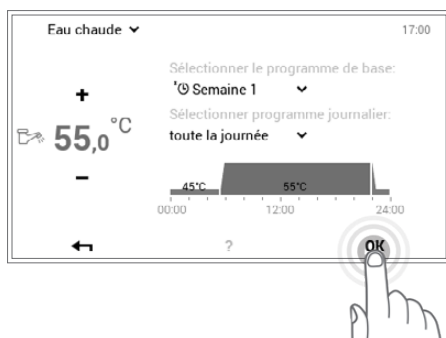 Eau chaude
17:00
Sélectionner le programme de base:
Semaine 1
+
Sélectionner programme journalier:
55,0 °C
toute la journée
−
45°C
55°C
00:00
12:00
24:00
?
OK